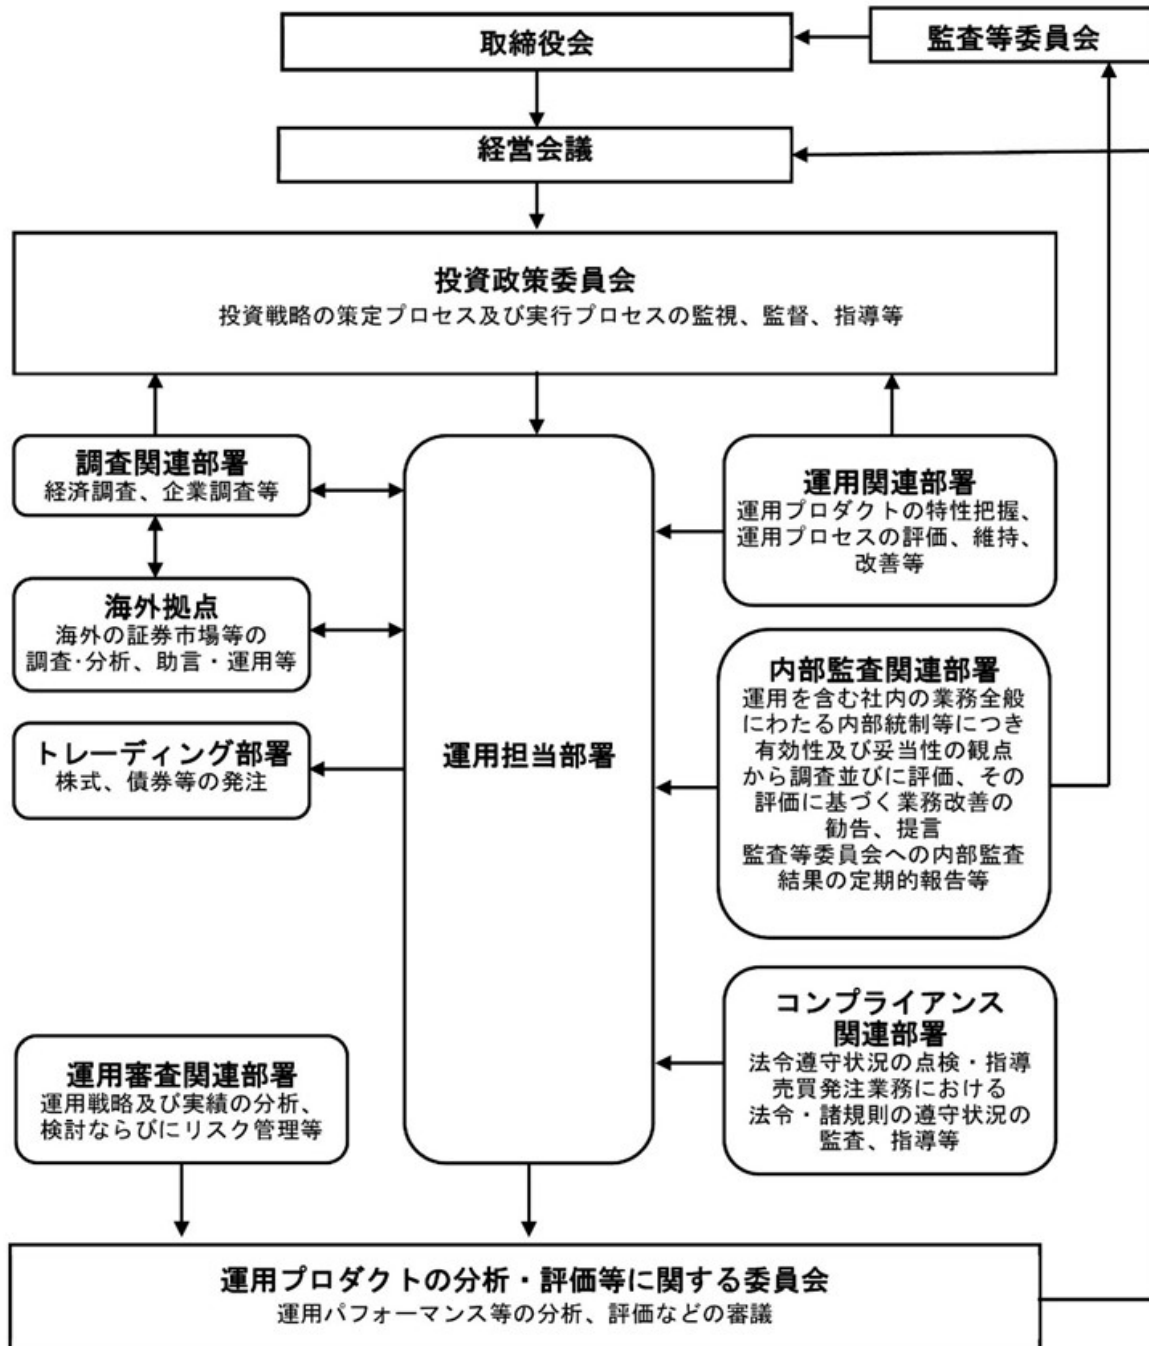 取締役会
監査等委員会
経営会議
投資政策委員会
投資戦略の策定プロセス及び実行プロセスの監視、監督、指導等
調査関連部署
経済調査、企業調査等
海外拠点
海外の証券市場等の
調査・分析、助言・運用等
トレーディング部署
株式、債券等の発注
運用担当部署
運用関連部署
運用プロダクトの特性把握、
運用プロセスの評価、維持、
改善等
内部監査関連部署
運用を含む社内の業務全般
にわたる内部統制等につき
有効性及び妥当性の観点
から調査並びに評価、その
評価に基づく業務改善の
勧告、提言
監査等委員会への内部監査
結果の定期的報告等
コンプライアンス
関連部署
法令遵守状況の点検・指導
売買発注業務における
法令・諸規則の遵守状況の
監査、指導等
運用審査関連部署
運用戦略及び実績の分析、
検討ならびにリスク管理等
運用プロダクトの分析・評価等に関する委員会
運用パフォーマンス等の分析、評価などの審議